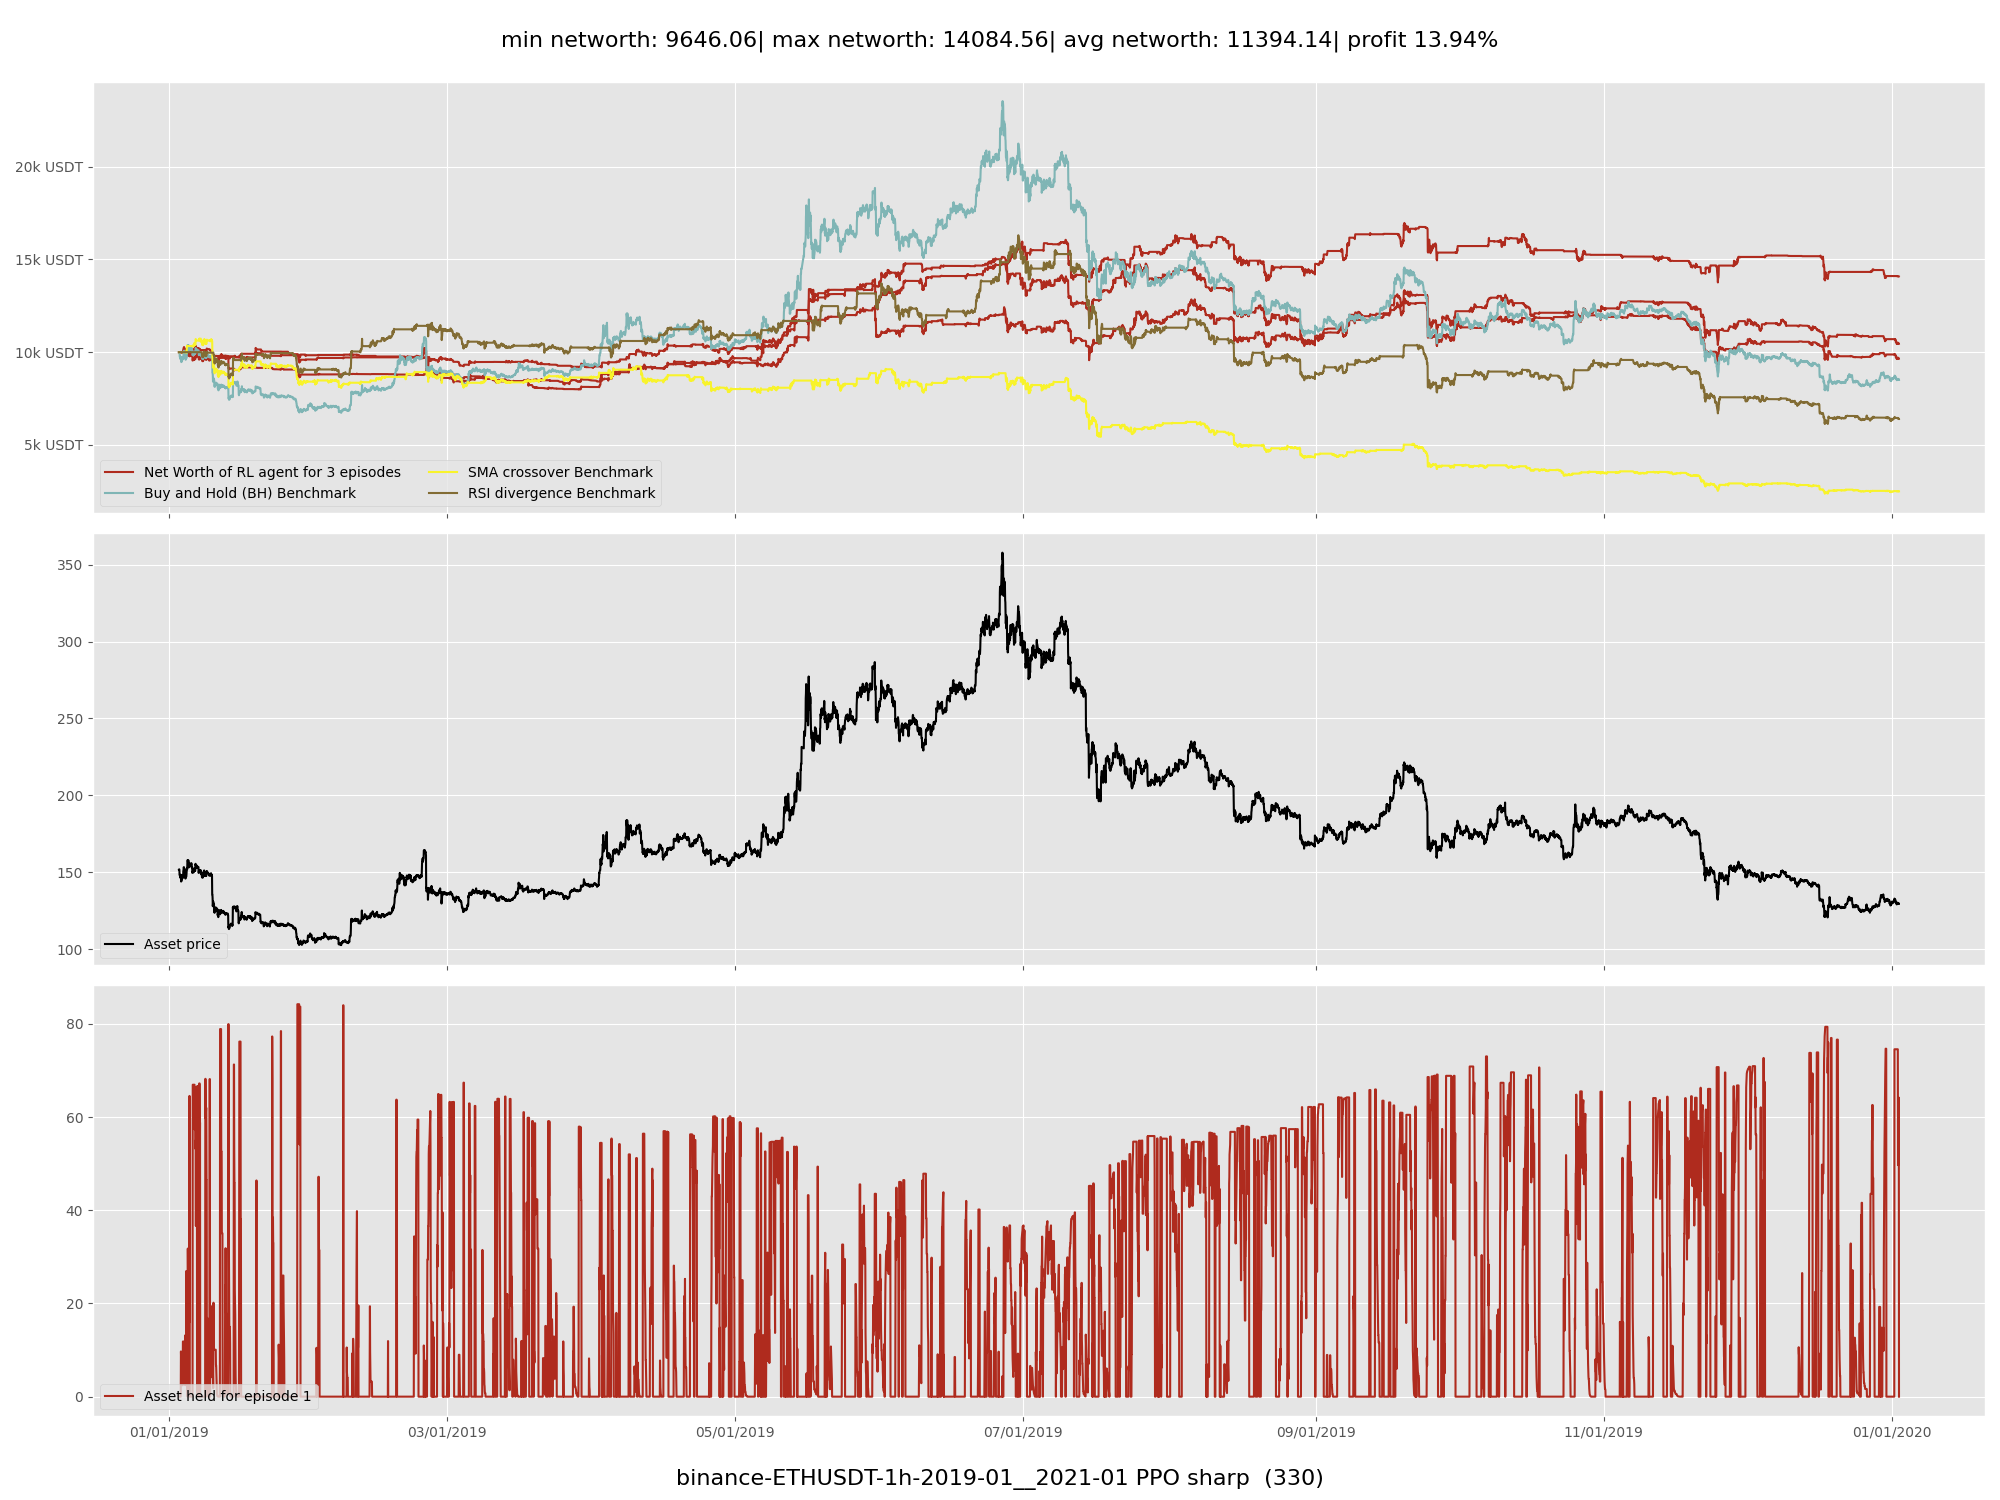 min networth: 9646.06| max networth: 14084.56| avg networth: 11394.14| profit 13.94%
20k USDT
15k USDT
10k USDT
5k USDT
Net Worth of RL agent for 3 episodes
Buy and Hold (BH) Benchmark
SMA crossover Benchmark
RSI divergence Benchmark
350
300
250
200
150
100
Asset price
80
60
40
20
0
Asset held for episode 1
01/01/2019 03/01/2019 05/01/2019 07/01/2019 09/01/2019 11/01/2019 01/01/2020
binance-ETHUSDT-1h-2019-01__2021-01 PPO sharp (330)